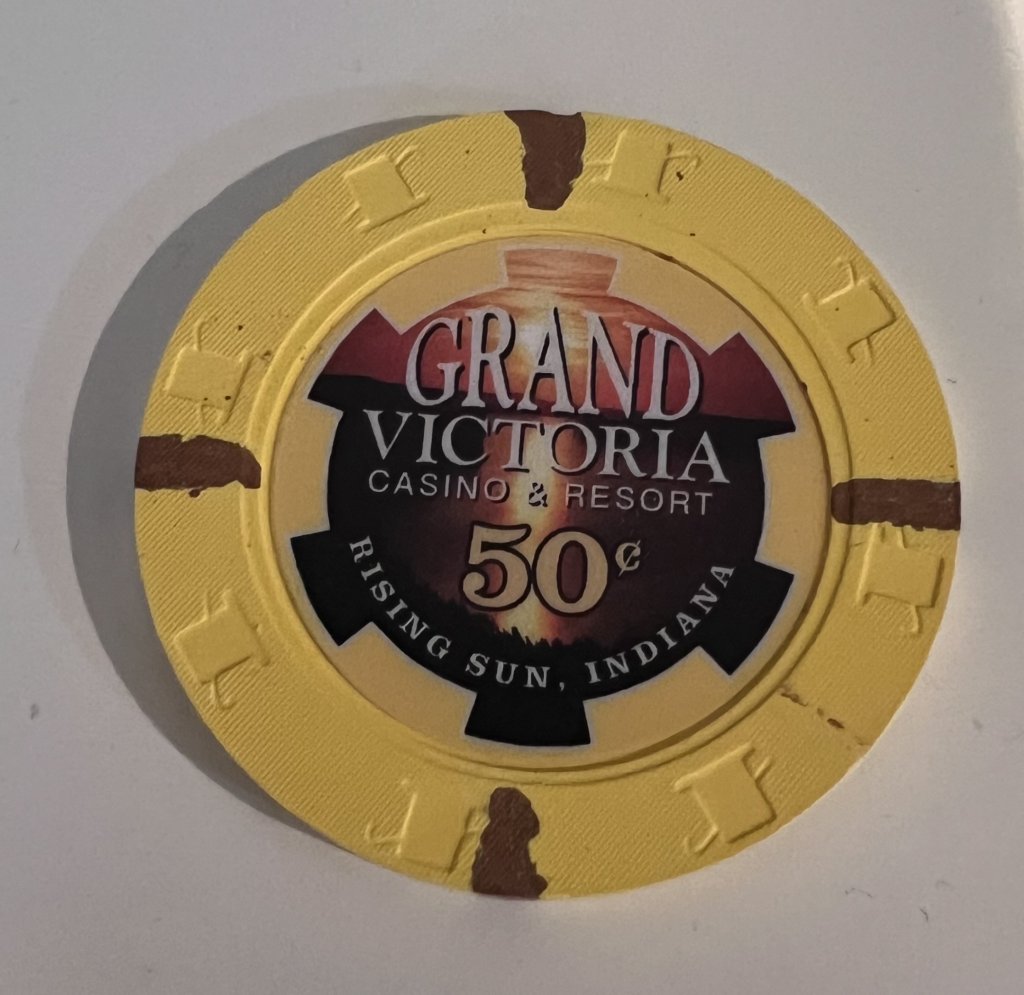 GRAND
VICTORIA
CASINO & RESORT
50¢
RISING SUN, INDIANA